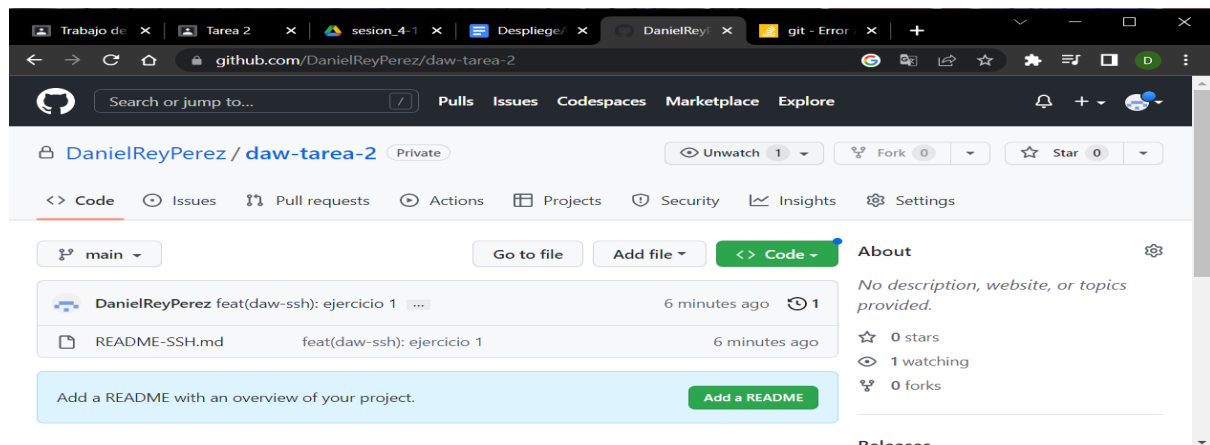 Trabajo de
Tarea 2
sesion_4-1
Despliege/
DanielReyF
git - Error
github.com/DanielReyPerez/daw-tarea-2
D
Search or jump to... /
Pulls Issues Codespaces Marketplace Explore
DanielReyPerez / daw-tarea-2 Private
Unwatch 1
Fork 0
Star 0
<> Code Issues Pull requests Actions Projects Security Insights Settings
main
Go to file
Add file
<> Code
About
DanielReyPerez feat(daw-ssh): ejercicio 1 ... 6 minutes ago 1
README-SSH.md feat(daw-ssh): ejercicio 1 6 minutes ago
Add a README with an overview of your project. Add a README
No description, website, or topics
provided.
0 stars
1 watching
0 forks
Releases